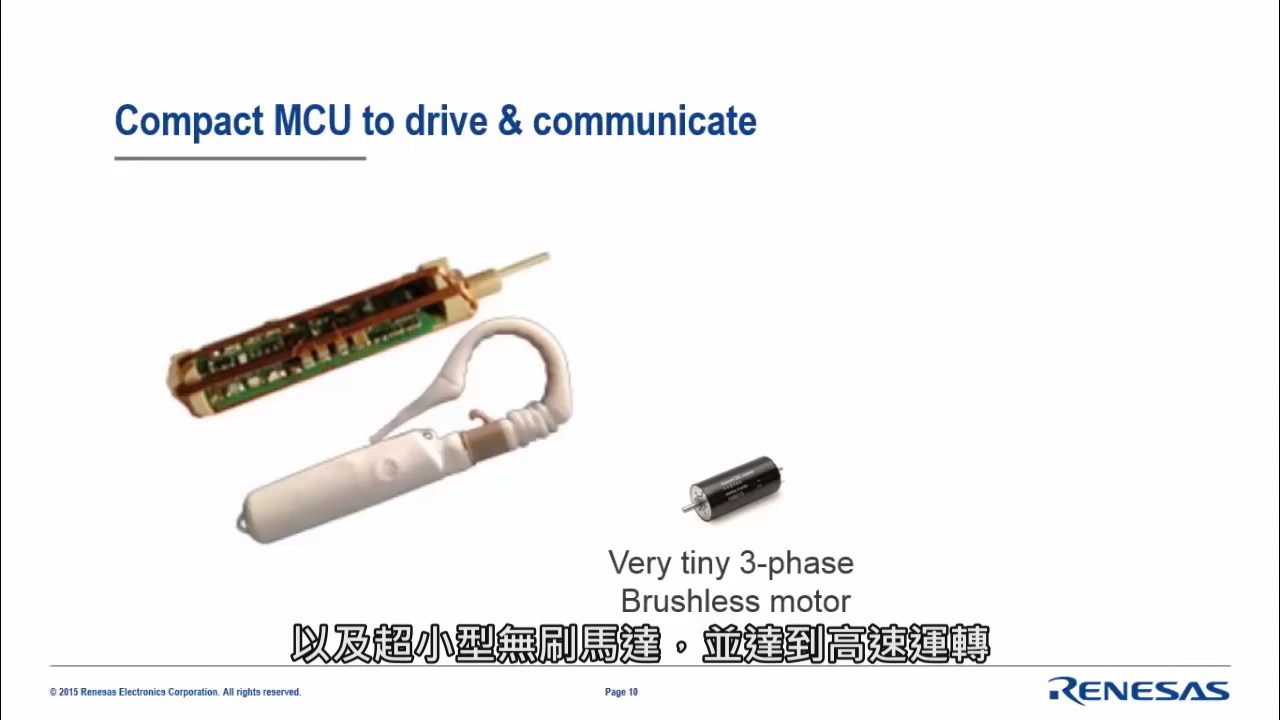 Compact MCU to drive & communicate
Very tiny 3-phase
Brushless motor
以及超小型無刷馬達，並達到高速運轉
© 2015 Renesas Electronics Corporation. All rights reserved.
Page 10
RENESAS